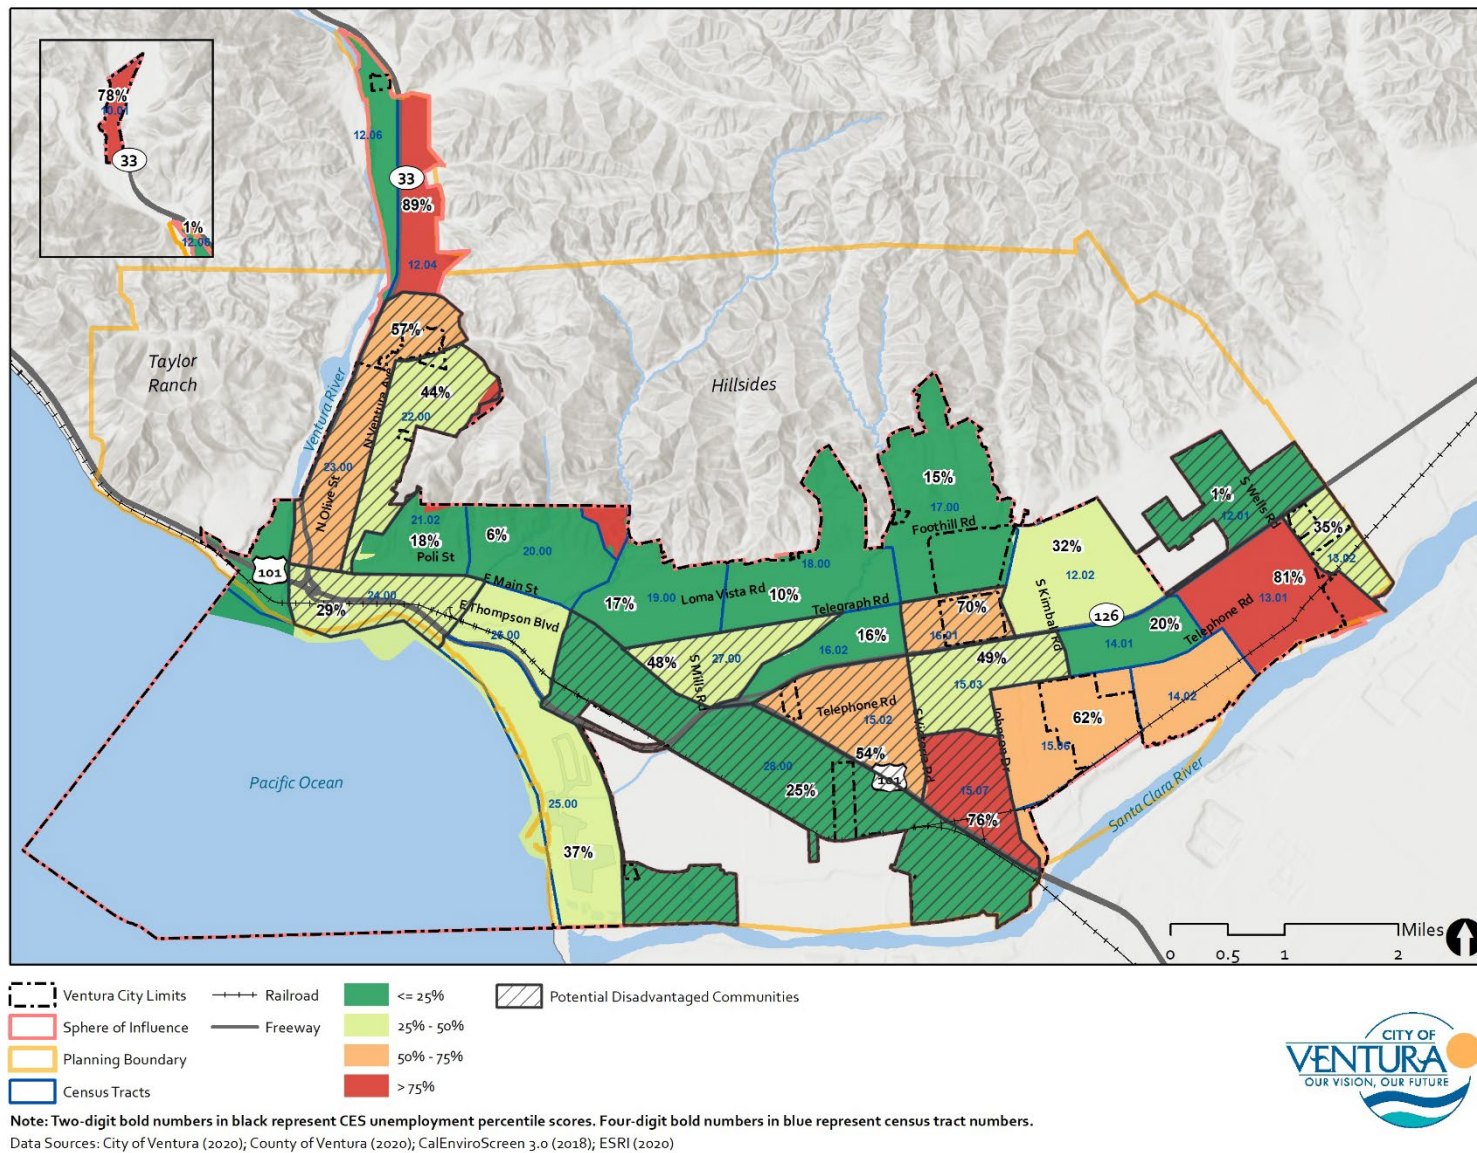 78%
10.01
33
1%
12.06
12.06
33
89%
12.04
57%
Taylor
Ranch
Hillsides
Ventura River
N Ventura Ave
44%
22.00
23.00
N Olive St
15%
17.00
Foothill Rd
1%
12.01
S Wells Rd
35%
13.02
21.02
18%
Poli St
6%
20.00
32%
12.02
18.00
101
E Main St
17%
19.00
Loma Vista Rd
10%
Telegraph Rd
70%
16.01
S Kimball Rd
126
20%
14.01
Telephone Rd
81%
13.01
29%
24.00
E Thompson Blvd
26.00
48%
27.00
S Mills Rd
16%
16.02
49%
15.03
14.02
Telephone Rd
15.02
S Victoria Rd
Johnson Dr
62%
15.06
54%
101
28.00
25%
15.07
76%
Pacific Ocean
25.00
37%
Santa Clara River
Miles
0 0.5 1 2
Ventura City Limits
Sphere of Influence
Planning Boundary
Census Tracts
Railroad
Freeway
<= 25%
25% - 50%
50% - 75%
> 75%
Potential Disadvantaged Communities
CITY OF
VENTURA
OUR VISION, OUR FUTURE
Note: Two-digit bold numbers in black represent CES unemployment percentile scores. Four-digit bold numbers in blue represent census tract numbers.
Data Sources: City of Ventura (2020); County of Ventura (2020); CalEnviroScreen 3.0 (2018); ESRI (2020)